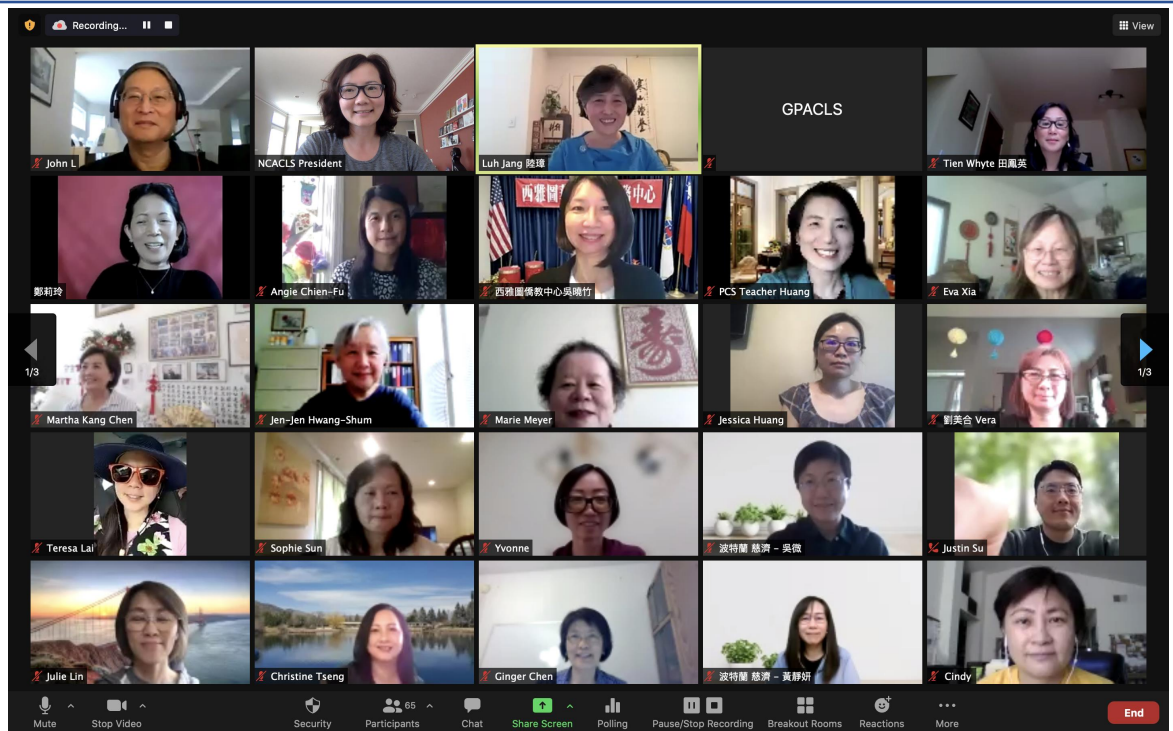 Recording...
View
John L
NCACLS President
Luh Jang 陸璋
GPACLS
Tien Whyte 田鳳英
鄭莉玲
Angie Chien-Fu
西雅圖僑教中心吳曉竹
PCS Teacher Huang
Eva Xia
1/3
1/3
Martha Kang Chen
Jen-Jen Hwang-Shum
Marie Meyer
壽
Jessica Huang
劉美合 Vera
Teresa Lai
Sophie Sun
Yvonne
波特蘭 慈濟 - 吳微
Justin Su
Julie Lin
Christine Tseng
Ginger Chen
波特蘭 慈濟 - 黃靜妍
Cindy
Mute
Stop Video
Security
65
Participants
Chat
Share Screen
Polling
Pause/Stop Recording
Breakout Rooms
Reactions
More
End